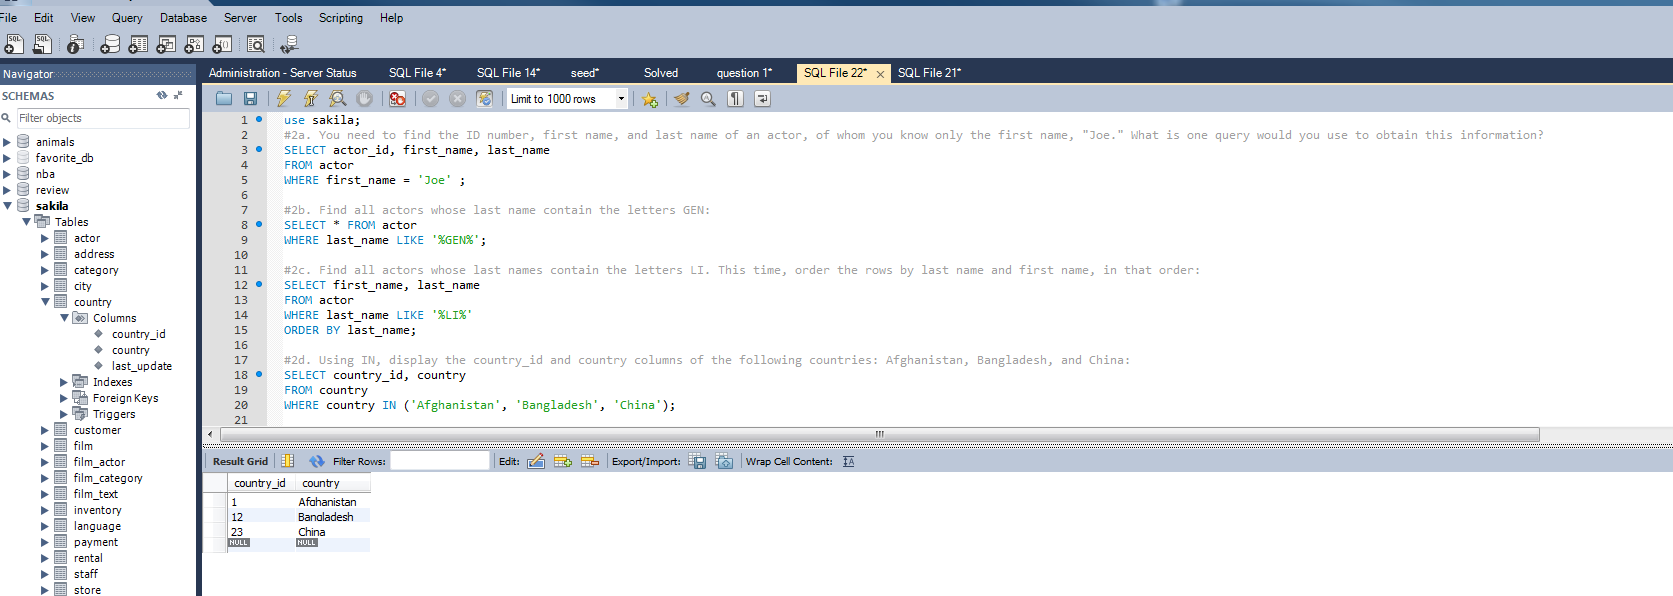 File Edit View Query Database Server Tools Scripting Help
Navigator
SCHEMAS
Filter objects
animals
favorite_db
nba
review
sakila
Tables
actor
address
category
city
country
Columns
country_id
country
last_update
Indexes
Foreign Keys
Triggers
customer
film
film_actor
film_category
film_text
inventory
language
payment
rental
staff
store
Administration - Server Status SQL File 4* SQL File 14* seed* Solved question 1* SQL File 22* SQL File 21*
Limit to 1000 rows
1 use sakila;
2 #2a. You need to find the ID number, first name, and last name of an actor, of whom you know only the first name, "Joe." What is one query would you use to obtain this information?
3 SELECT actor_id, first_name, last_name
4 FROM actor
5 WHERE first_name = 'Joe' ;
6
7 #2b. Find all actors whose last name contain the letters GEN:
8 SELECT * FROM actor
9 WHERE last_name LIKE '%GEN%';
10
11 #2c. Find all actors whose last names contain the letters LI. This time, order the rows by last name and first name, in that order:
12 SELECT first_name, last_name
13 FROM actor
14 WHERE last_name LIKE '%LI%'
15 ORDER BY last_name;
16
17 #2d. Using IN, display the country_id and country columns of the following countries: Afghanistan, Bangladesh, and China:
18 SELECT country_id, country
19 FROM country
20 WHERE country IN ('Afghanistan', 'Bangladesh', 'China');
21
Result Grid Filter Rows: Edit: Export/Import: Wrap Cell Content:
country_id country
1 Afghanistan
12 Bangladesh
23 China
NULL NULL